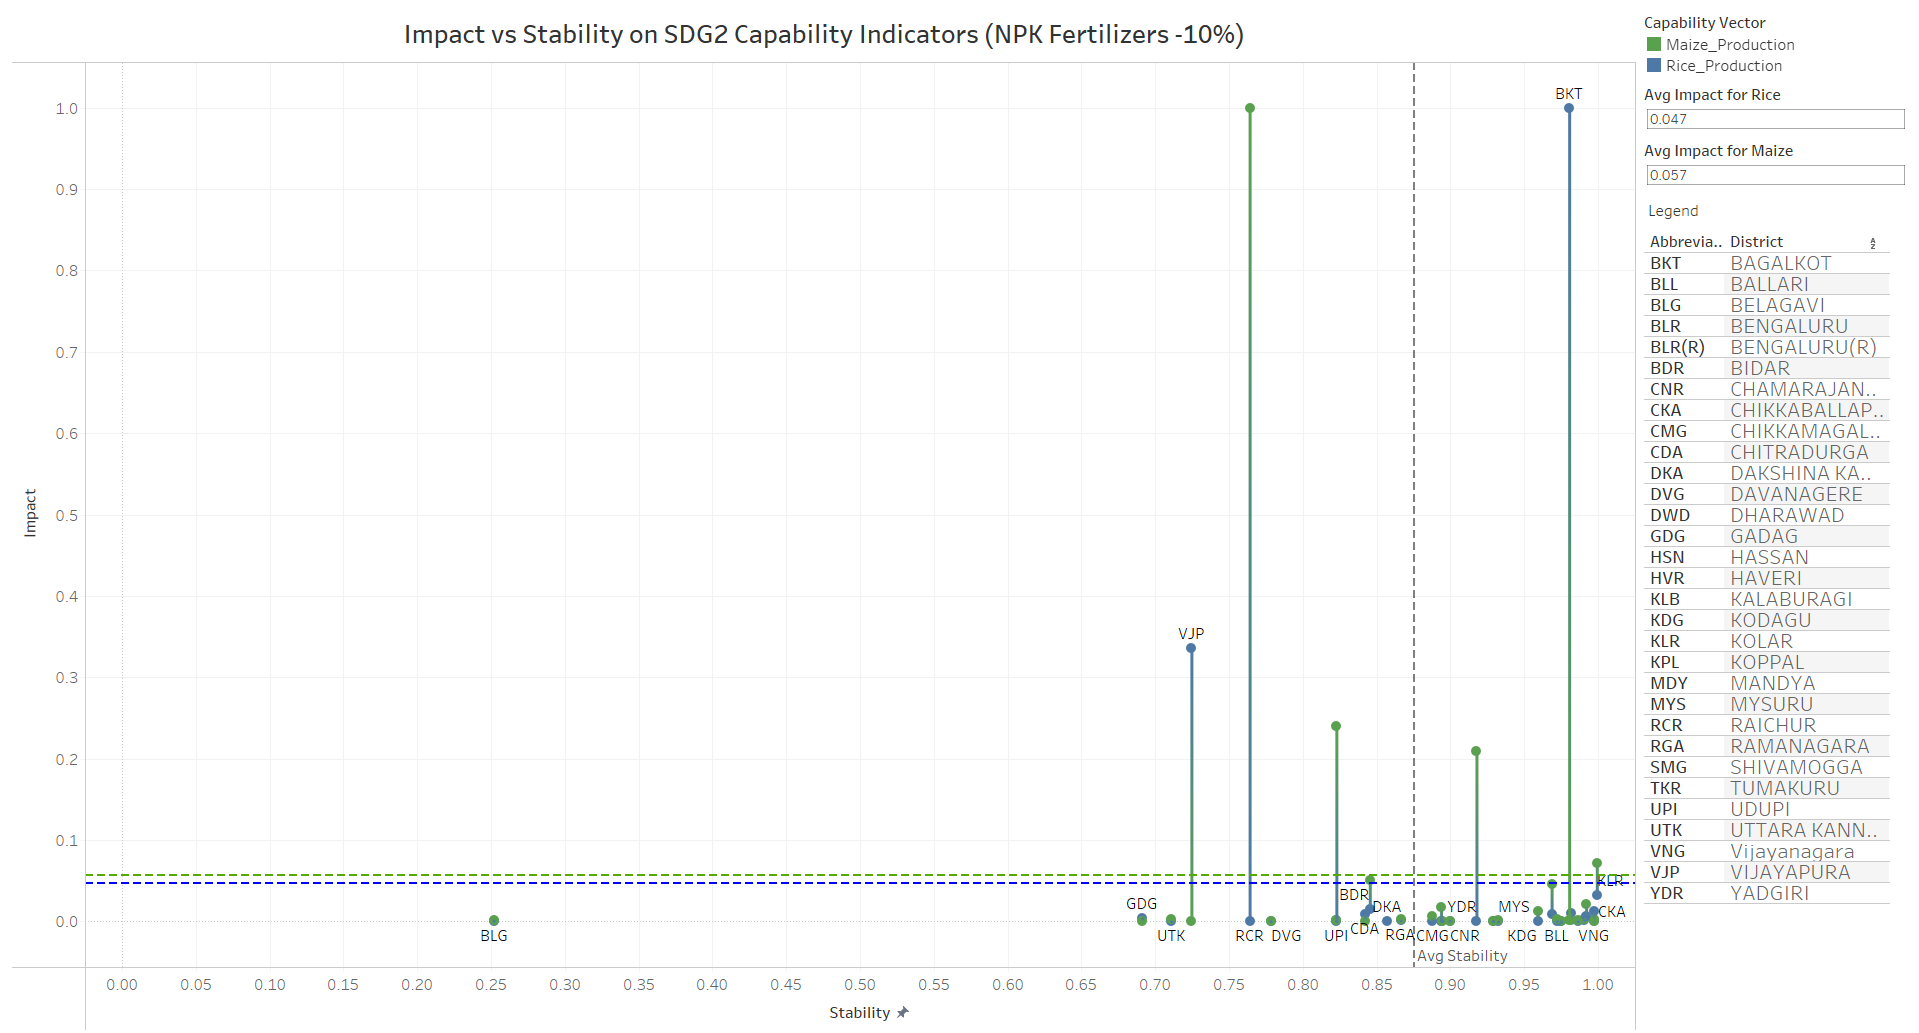 Impact vs Stability on SDG2 Capability Indicators (NPK Fertilizers -10%)
Impact
1.0
0.9
0.8
0.7
0.6
0.5
0.4
0.3
0.2
0.1
0.0
BKT
VJP
KLR
BDR
GDG
DKA
YDR
MYS
CKA
BLG
UTK
RCR
DVG
UPI
CDA
RGA
CMG
CNR
KDG
BLL
VNG
Avg Stability
0.00 0.05 0.10 0.15 0.20 0.25 0.30 0.35 0.40 0.45 0.50 0.55 0.60 0.65 0.70 0.75 0.80 0.85 0.90 0.95 1.00
Stability
Capability Vector
Maize_Production
Rice_Production
Avg Impact for Rice
0.047
Avg Impact for Maize
0.057
Legend
Abbrevia.. District
BKT BAGALKOT
BLL BALLARI
BLG BELAGAVI
BLR BENGALURU
BLR(R) BENGALURU(R)
BDR BIDAR
CNR CHAMARAJAN..
CKA CHIKKABALLAP..
CMG CHIKKAMAGAL..
CDA CHITRADURGA
DKA DAKSHINA KA..
DVG DAVANAGERE
DWD DHARAWAD
GDG GADAG
HSN HASSAN
HVR HAVERI
KLB KALABURAGI
KDG KODAGU
KLR KOLAR
KPL KOPPAL
MDY MANDYA
MYS MYSURU
RCR RAICHUR
RGA RAMANAGARA
SMG SHIVAMOGGA
TKR TUMAKURU
UPI UDUPI
UTK UTTARA KANN..
VNG Vijayanagara
VJP VIJAYAPURA
YDR YADGIRI